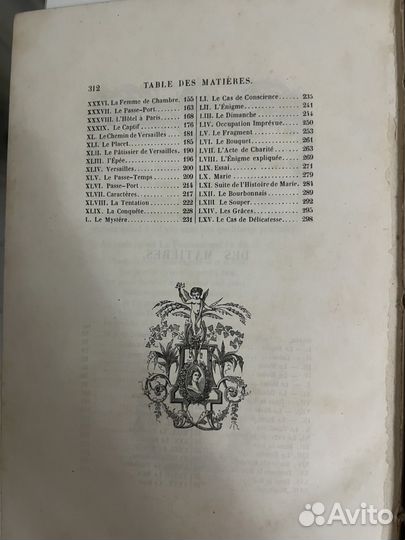 312 TABLE DES MATIÈRES.
XXXVI. La Femme de Chambre. 155
XXXVII. Le Passe-Port. 163
XXXVIII. L'Hôtel à Paris. 168
XXXIX. Le Captif. 176
XL. Le Chemin de Versailles. 181
XLI. Le Placet. 185
XLII. Le Pâtissier de Versailles. 190
XLIII. l'Épée. 196
XLIV. Versailles. 200
XLV. Le Passe-Temps. 209
XLVI. Passe-Port. 214
XLVII. Caractères. 217
XLVIII. La Tentation. 222
XLIX. La Conquête. 228
L. Le Mystère. 231
LI. Le Cas de Conscience. 235
LII. L'Énigme. 241
LIII. Le Dimanche. 244
LIV. Occupation Imprévue. 250
LV. Le Fragment. 253
LVI. Le Bouquet. 261
LVII. L'Acte de Charité. 263
LVIII. L'Énigme expliquée. 269
LIX. Essai. 271
LX. Marie. 279
LXI. Suite de l'Histoire de Marie. 281
LXII. Le Bourbonnais. 289
LXIII. Le Souper. 292
LXIV. Les Grâces. 295
LXV. Le Cas de Délicatesse. 298
DES MATIÈRES.
Avito